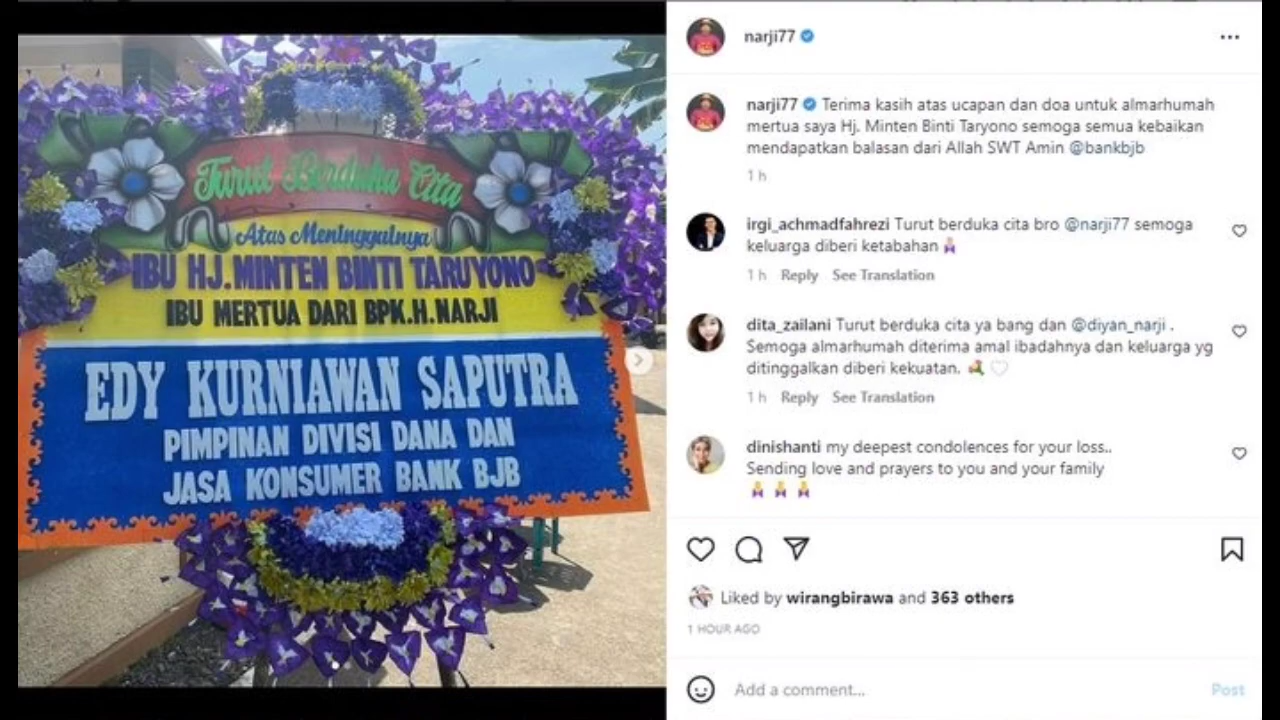 Turut Berduka Cita
Atas Meninggalnya
IBU HJ.MINTEN BINTI TARUYONO
IBU MERTUA DARI BPK.H.NARJI
EDY KURNIAWAN SAPUTRA
PIMPINAN DIVISI DANA DAN
JASA KONSUMER BANK BJB
narji77
narji77 Terima kasih atas ucapan dan doa untuk almarhumah
mertua saya Hj. Minten Binti Taryono semoga semua kebaikan
mendapatkan balasan dari Allah SWT Amin @bankbjb
1 h
irgi_achmadfahrezi Turut berduka cita bro @narji77 semoga
keluarga diberi ketabahan
1 h Reply See Translation
dita_zailani Turut berduka cita ya bang dan @diyan_narji .
Semoga almarhumah diterima amal ibadahnya dan keluarga yg
ditinggalkan diberi kekuatan.
1 h Reply See Translation
dinishanti my deepest condolences for your loss..
Sending love and prayers to you and your family
Liked by wirangbirawa and 363 others
1 HOUR AGO
Add a comment...
Post